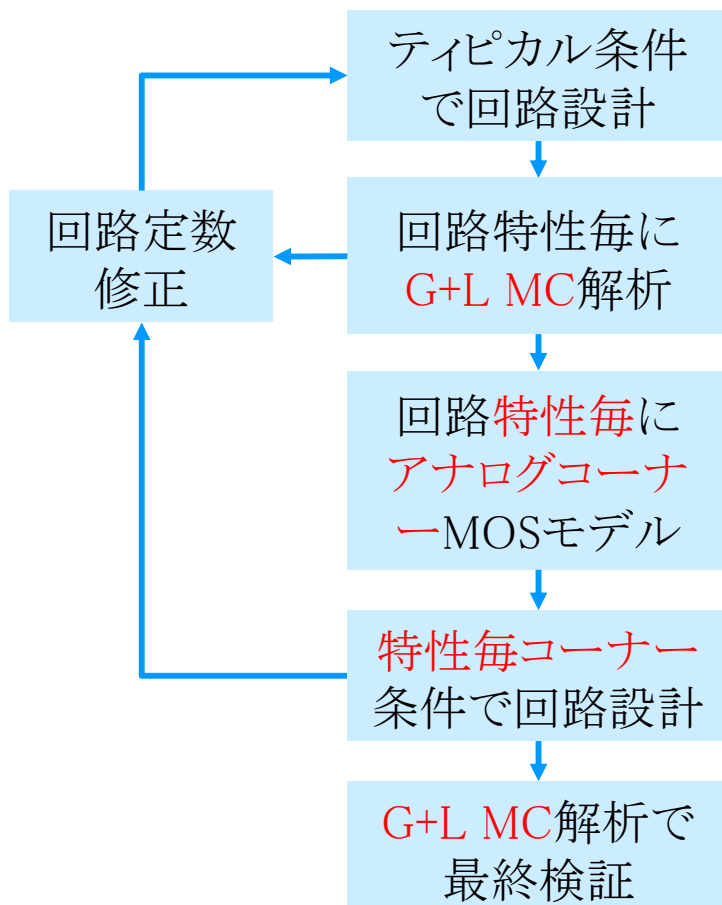 ティピカル条件
で回路設計
回路定数
修正
回路特性毎に
G+L MC解析
回路特性毎に
アナログコーナ
ーMOSモデル
特性毎コーナー
条件で回路設計
G+L MC解析で
最終検証